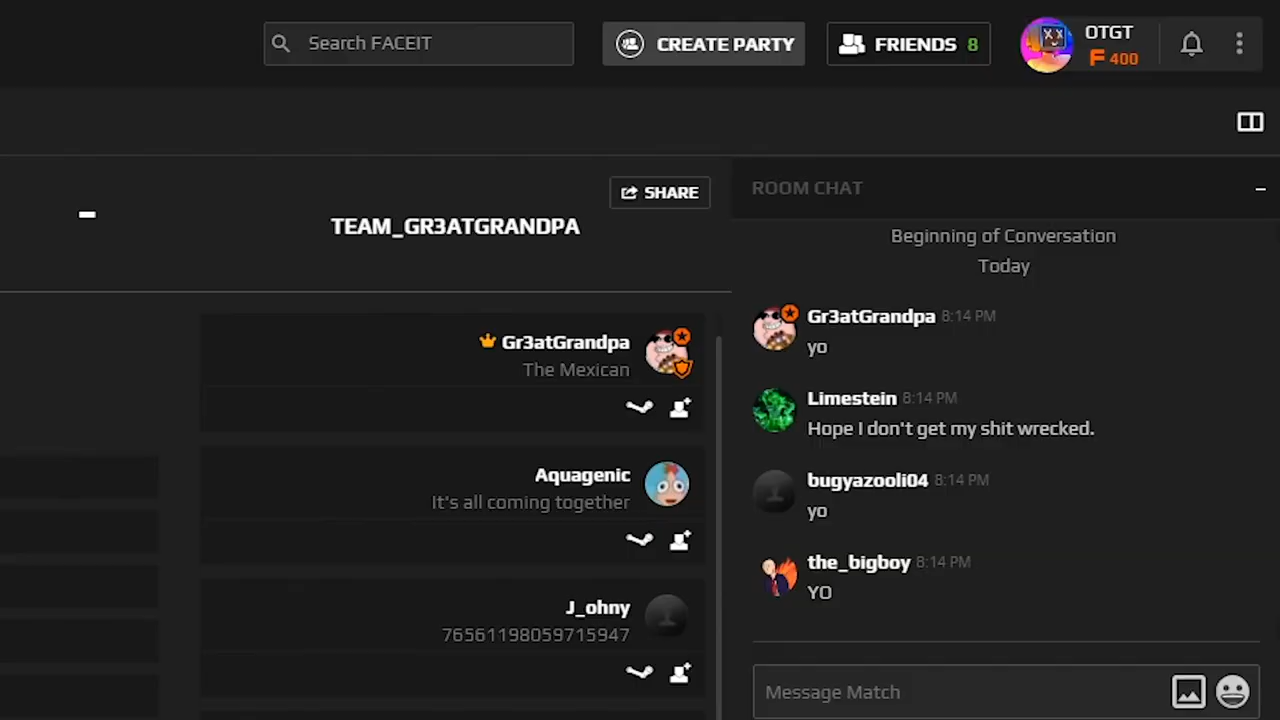 Search FACEIT
CREATE PARTY
FRIENDS 8
OTGT
400
SHARE
TEAM_GR3ATGRANDPA
Gr3atGrandpa
The Mexican
Aquagenic
It's all coming together
J_ohny
76561198059715947
ROOM CHAT
Beginning of Conversation
Today
Gr3atGrandpa 8:14 PM
yo
Limestein 8:14 PM
Hope I don't get my shit wrecked.
bugyazooli04 8:14 PM
yo
the_bigboy 8:14 PM
YO
Message Match